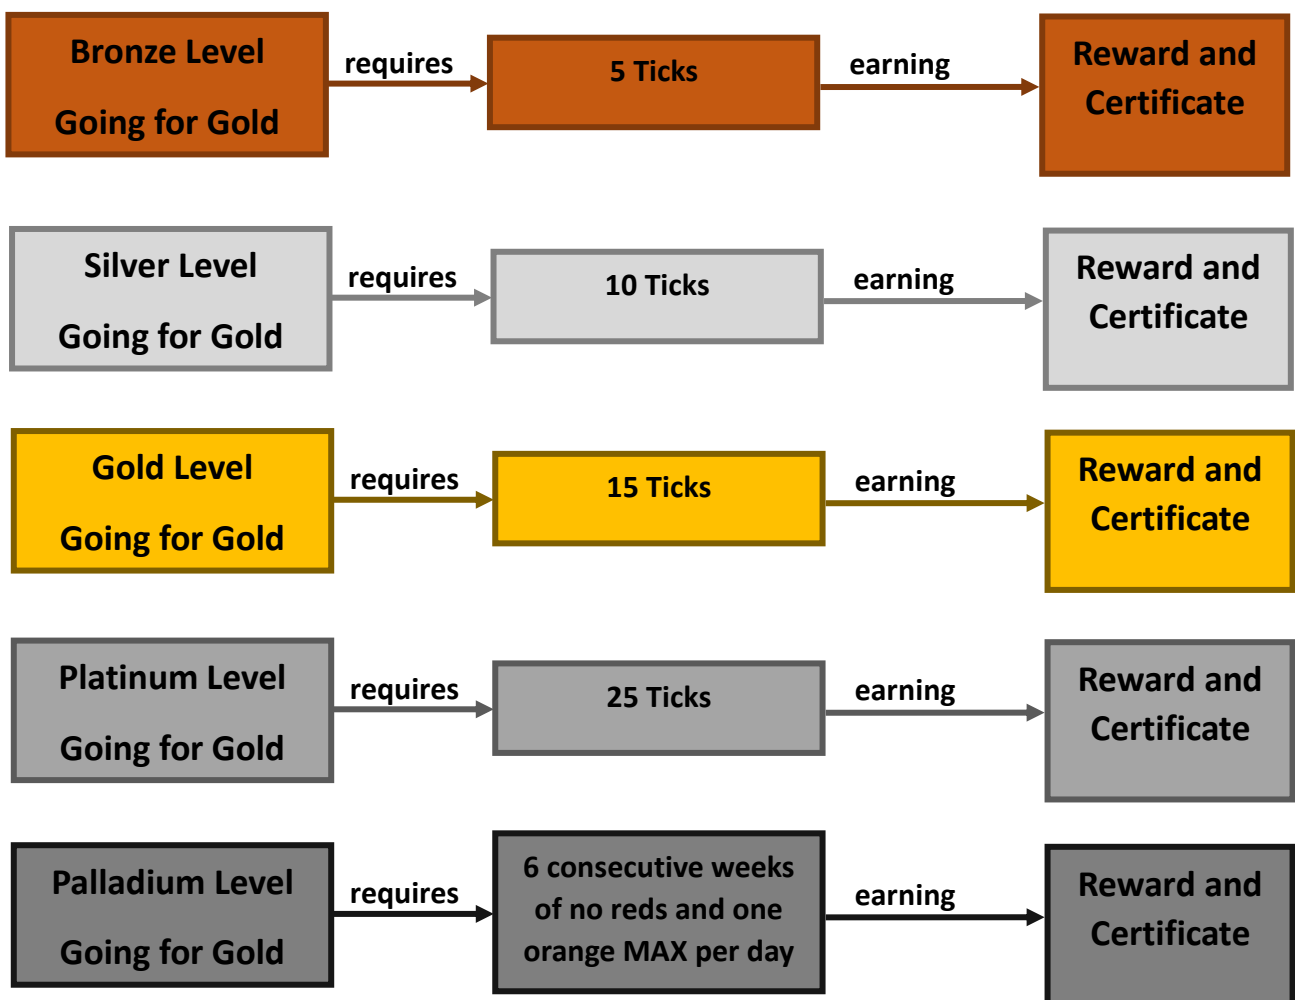 Bronze Level
Going for Gold
requires
5 Ticks
earning
Reward and
Certificate
Silver Level
Going for Gold
requires
10 Ticks
earning
Reward and
Certificate
Gold Level
Going for Gold
requires
15 Ticks
earning
Reward and
Certificate
Platinum Level
Going for Gold
requires
25 Ticks
earning
Reward and
Certificate
Palladium Level
Going for Gold
requires
6 consecutive weeks
of no reds and one
orange MAX per day
earning
Reward and
Certificate